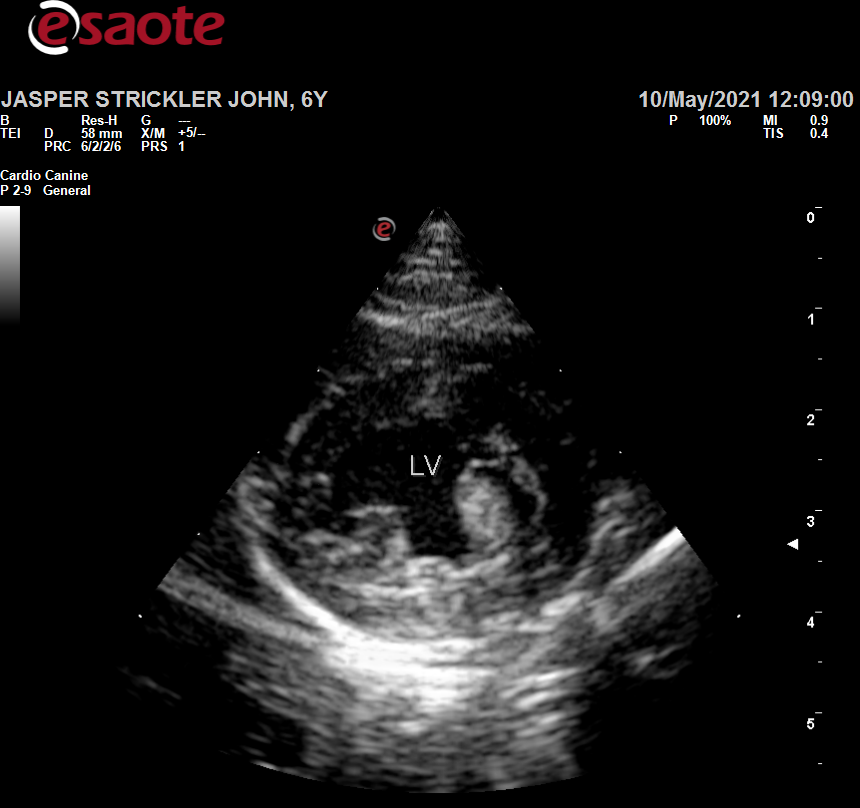 esaote
JASPER STRICKLER JOHN, 6Y 10/May/2021 12:09:00
B Res-H G --- P 100% MI 0.9
TEI D 58 mm X/M +5/-- TIS 0.4
PRC 6/2/2/6 PRS 1
Cardio Canine
P 2-9 General
e
0
1
2
LV
3
4
5